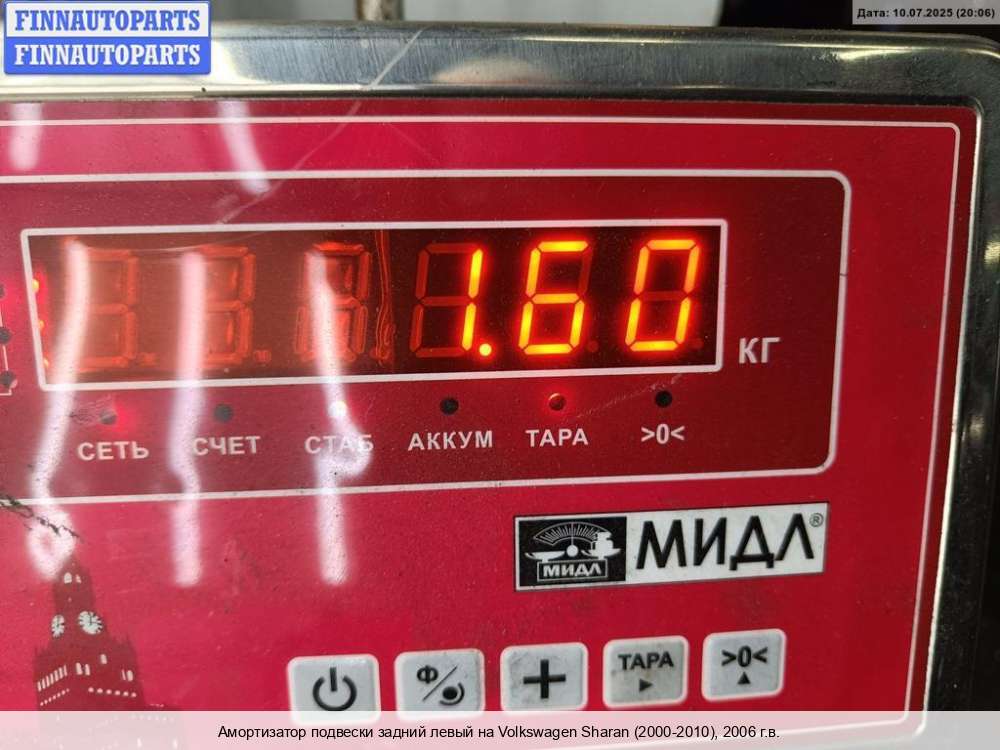 FINNAUTOPARTS
FINNAUTOPARTS
Дата: 10.07.2025 (20:06)
1.60
КГ
СЕТЬ СЧЕТ СТАБ АККУМ ТАРА >0<
МИДЛ МИДЛ®
Ф ТАРА >0<
Амортизатор подвески задний левый на Volkswagen Sharan (2000-2010), 2006 г.в.